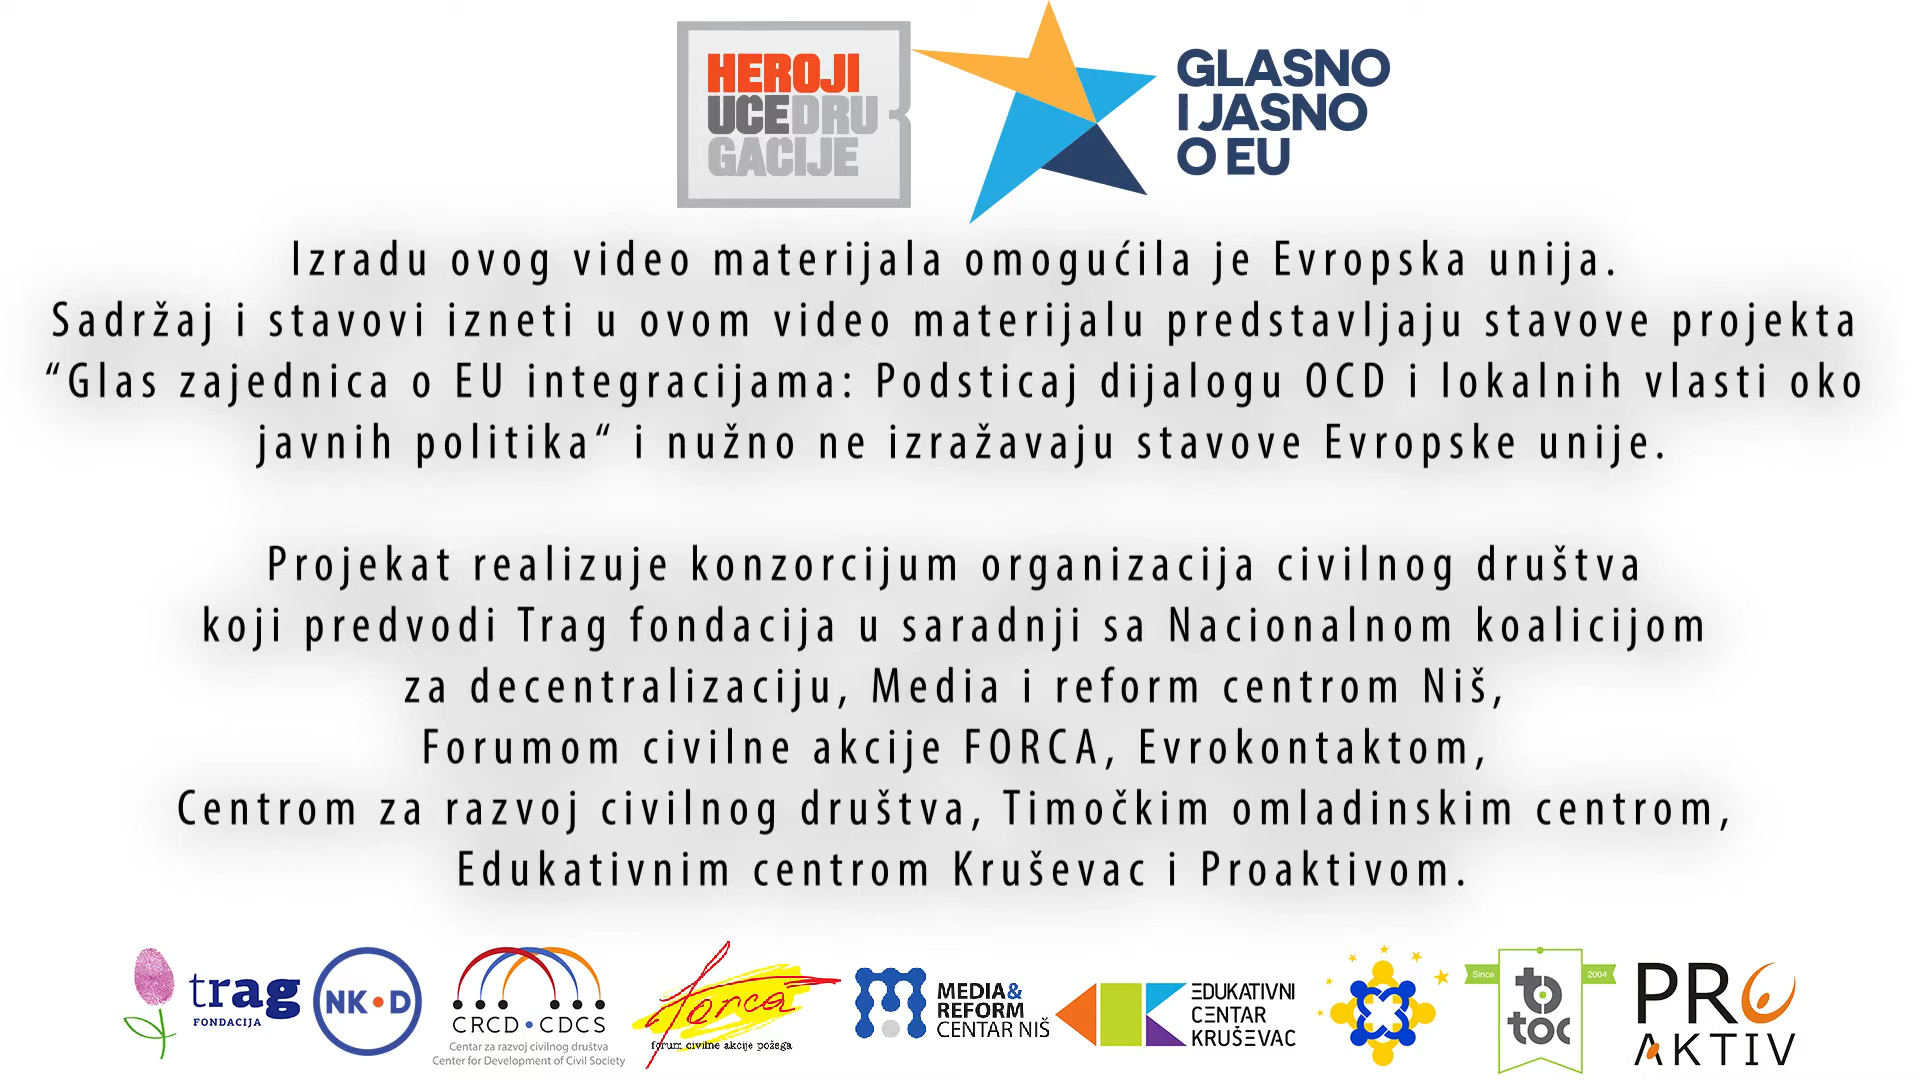 HEROJI
UČEDRU
GAČIJE
GLASNO
I JASNO
O EU
Izradu ovog video materijala omogućila je Evropska unija.
Sadržaj i stavovi izneti u ovom video materijalu predstavljaju stavove projekta
“Glas zajednica o EU integracijama: Podsticaj dijalogu OCD i lokalnih vlasti oko
javnih politika“ i nužno ne izražavaju stavove Evropske unije.
Projekat realizuje konzorcijum organizacija civilnog društva
koji predvodi Trag fondacija u saradnji sa Nacionalnom koalicijom
za decentralizaciju, Media i reform centrom Niš,
Forumom civilne akcije FORCA, Evrokontaktom,
Centrom za razvoj civilnog društva, Timočkim omladinskim centrom,
Edukativnim centrom Kruševac i Proaktivom.
trag
FONDACIJA
NK•D
CRCD•CDCS
Centar za razvoj civilnog društva
Center for Development of Civil Society
forca
forum civilne akcije požega
MEDIA&
REFORM
CENTAR NIŠ
EDUKATIVNI
CENTAR
KRUŠEVAC
Since 2004
to
toc
PRO
AKTIV